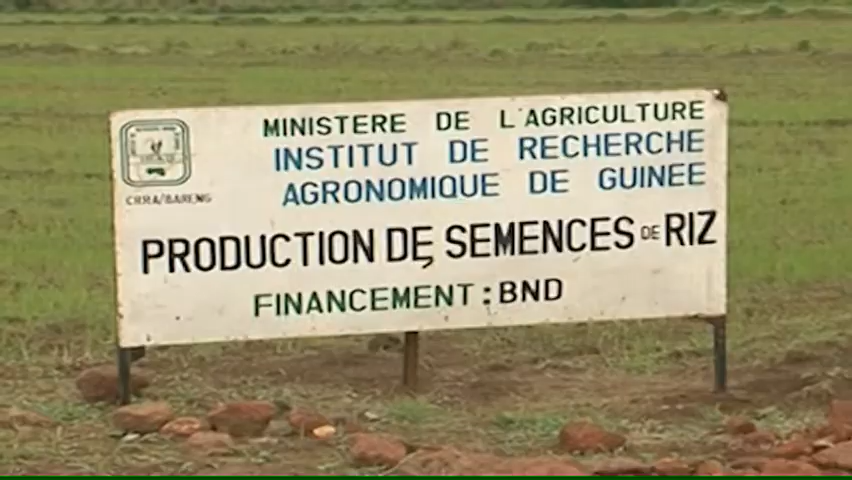 MINISTERE DE L'AGRICULTURE
INSTITUT DE RECHERCHE
AGRONOMIQUE DE GUINEE
CRRA/BARENG
PRODUCTION DE SEMENCES DE RIZ
FINANCEMENT : BND